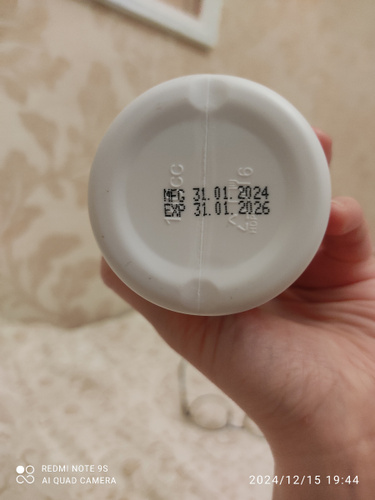 MFG 31.01.2024
EXP 31.01.2026
REDMI NOTE 9S
AI QUAD CAMERA
2024/12/15 19:44